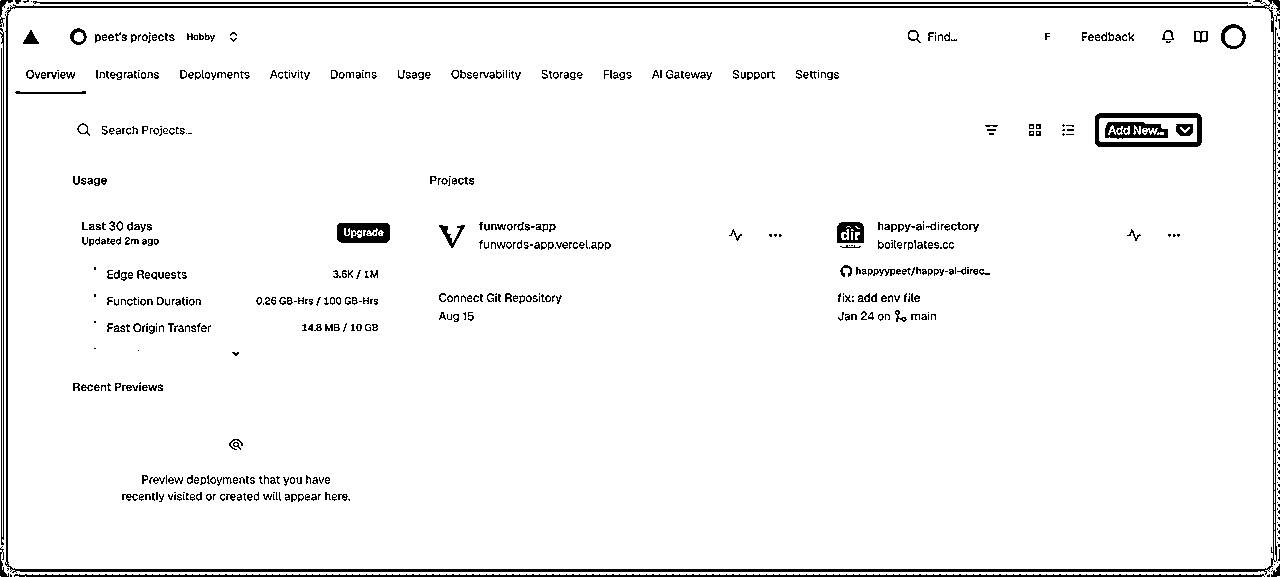 peet's projects Hobby
Find...
F
Feedback
Overview Integrations Deployments Activity Domains Usage Observability Storage Flags AI Gateway Support Settings
Search Projects...
Add New...
Usage
Last 30 days
Updated 2m ago
Upgrade
Edge Requests 3.6K / 1M
Function Duration 0.26 GB-Hrs / 100 GB-Hrs
Fast Origin Transfer 14.8 MB / 10 GB
Recent Previews
Preview deployments that you have
recently visited or created will appear here.
Projects
funwords-app
funwords-app.vercel.app
Connect Git Repository
Aug 15
dir
happy-ai-directory
boilerplates.cc
happyypeet/happy-ai-direc...
fix: add env file
Jan 24 on main